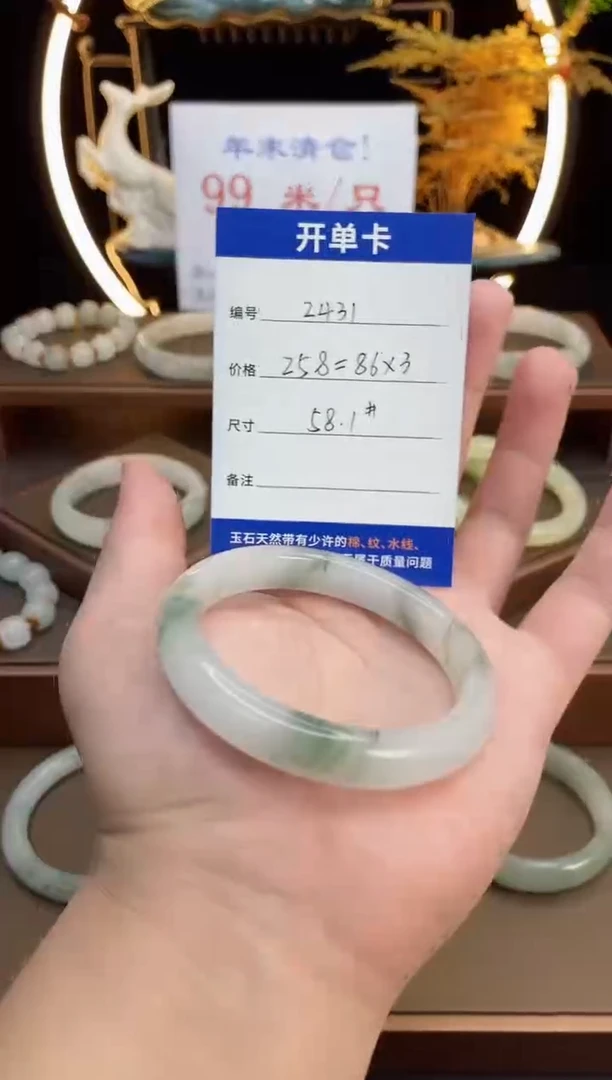 年末清仓!
99 米/只
开单卡
编号 2431
价格 258=86×3
尺寸 58.1#
备注
玉石天然带有少许的棉、纹、水线、
属于质量问题